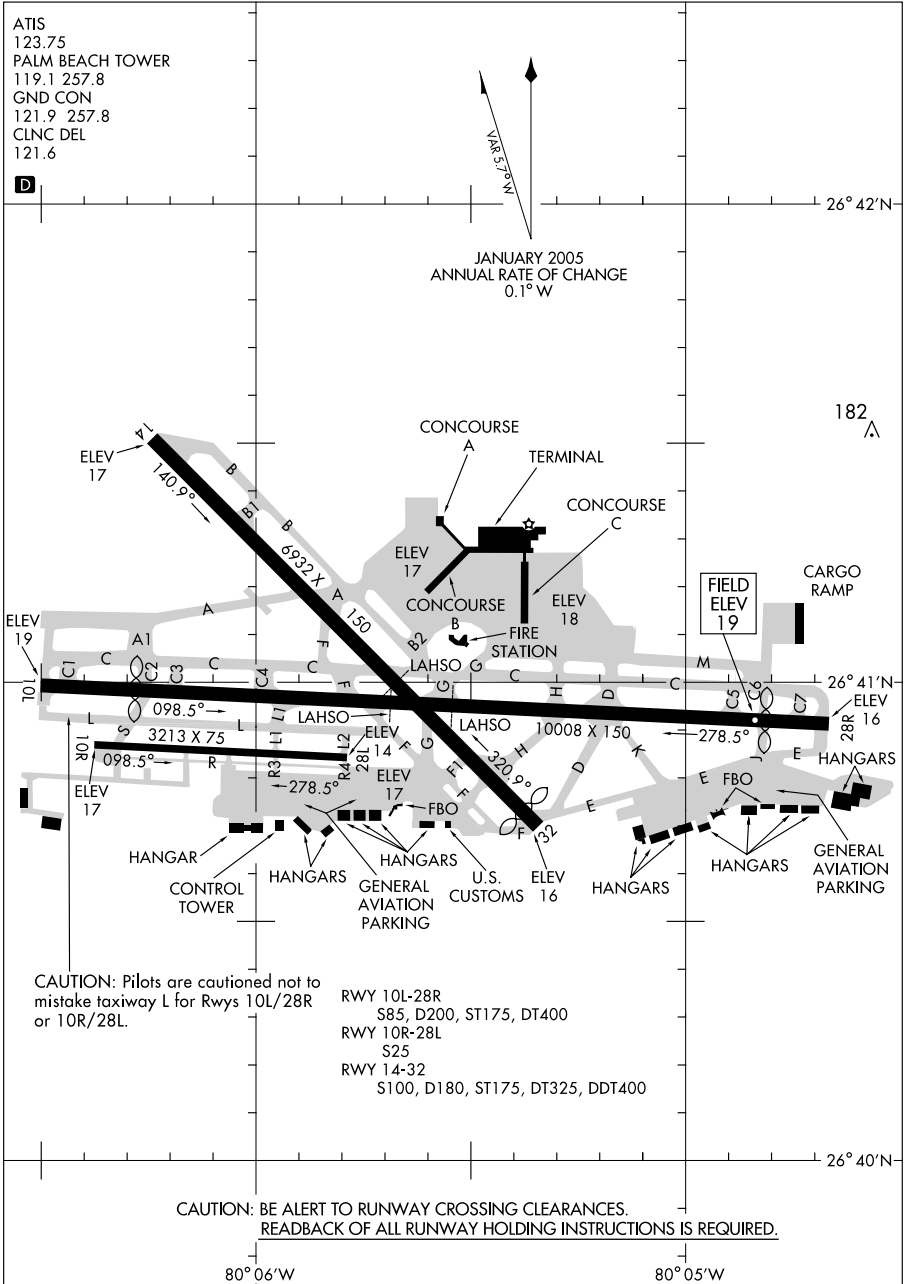 ATIS
123.75
PALM BEACH TOWER
119.1 257.8
GND CON
121.9 257.8
CLNC DEL
121.6
D
VAR 5.7° W
26° 42'N
JANUARY 2005
ANNUAL RATE OF CHANGE
0.1° W
182
CONCOURSE
A
TERMINAL
CONCOURSE
C
14
ELEV
17
140.9°
B
B1
B
6932 X
150
ELEV
17
CONCOURSE
B
FIRE
STATION
ELEV
18
FIELD
ELEV
19
CARGO
RAMP
A
A
F
B2
ELEV
19
A1
C1
C
C2
C3
C
C4
C
F
LAHSO
G
G
C
H
D
C
M
C5
C6
C7
26° 41'N
10L
098.5°
LAHSO
LAHSO
10008 X 150
278.5°
28R
ELEV
16
L
S
L
L1
L1
L2
ELEV
14
F
G
H
D
K
E
J
E
3213 X 75
10R
098.5°
R
R3
R4
28L
278.5°
ELEV
17
ELEV
17
F1
F
320.9°
E
F
32
FBO
FBO
HANGARS
HANGAR
CONTROL
TOWER
HANGARS
GENERAL
AVIATION
PARKING
HANGARS
U.S.
CUSTOMS
ELEV
16
HANGARS
HANGARS
GENERAL
AVIATION
PARKING
CAUTION: Pilots are cautioned not to
mistake taxiway L for Rwys 10L/28R
or 10R/28L.
RWY 10L-28R
S85, D200, ST175, DT400
RWY 10R-28L
S25
RWY 14-32
S100, D180, ST175, DT325, DDT400
26° 40'N
CAUTION: BE ALERT TO RUNWAY CROSSING CLEARANCES.
READBACK OF ALL RUNWAY HOLDING INSTRUCTIONS IS REQUIRED.
80° 06'W
80° 05'W